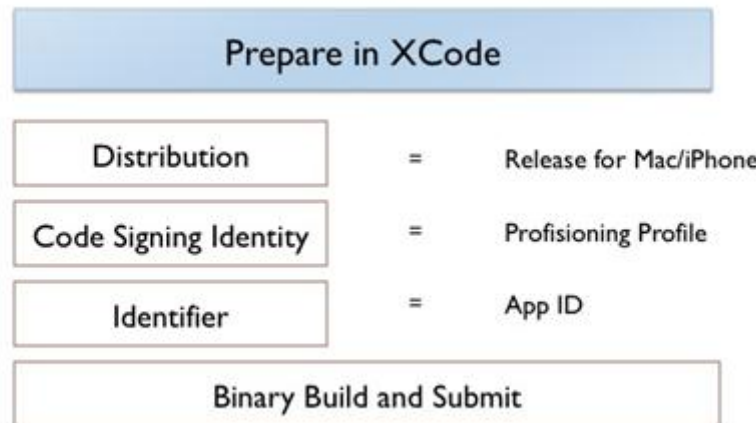 Prepare in XCode
Distribution = Release for Mac/iPhone
Code Signing Identity = Profisioning Profile
Identifier = App ID
Binary Build and Submit